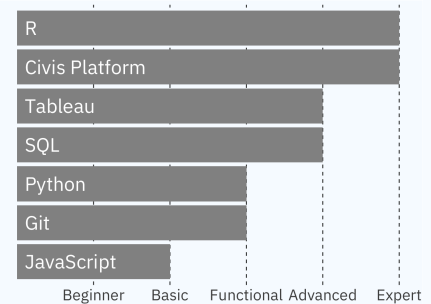 R
Civis Platform
Tableau
SQL
Python
Git
JavaScript
Beginner Basic Functional Advanced Expert